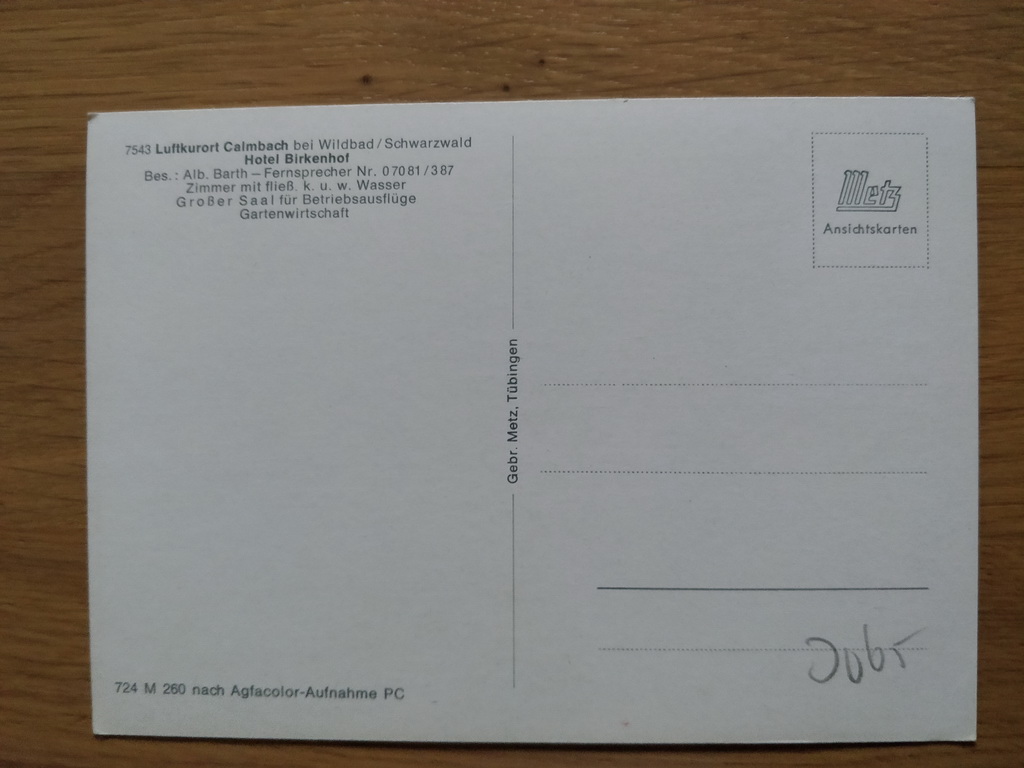 7543 Luftkurort Calmbach bei Wildbad/Schwarzwald
Hotel Birkenhof
Bes.: Alb. Barth – Fernsprecher Nr. 07081/387
Zimmer mit fließ. k. u. w. Wasser
Großer Saal für Betriebsausflüge
Gartenwirtschaft
Metz
Ansichtskarten
Gebr. Metz, Tübingen
724 M 260 nach Agfacolor-Aufnahme PC